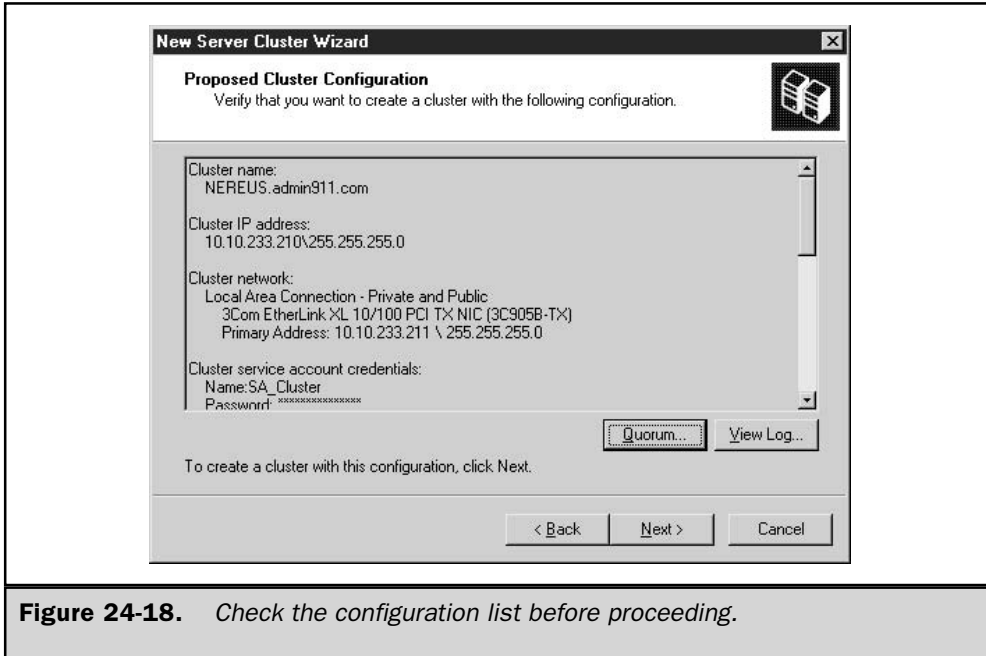 New Server Cluster Wizard
Proposed Cluster Configuration
Verify that you want to create a cluster with the following configuration.
Cluster name:
NEREUS.admin911.com
Cluster IP address:
10.10.233.210\255.255.255.0
Cluster network:
Local Area Connection - Private and Public
3Com EtherLink XL 10/100 PCI TX NIC (3C905B-TX)
Primary Address: 10.10.233.211 \ 255.255.255.0
Cluster service account credentials:
Name:SA_Cluster
Password: ***************
Quorum... View Log...
To create a cluster with this configuration, click Next.
< Back Next > Cancel
Figure 24-18. Check the configuration list before proceeding.